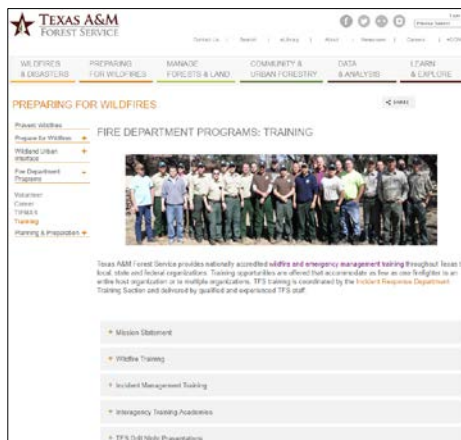 TEXAS A&M
FOREST SERVICE
Contact Us | Search | eLibrary | About | Newsroom | Careers |
WILDFIRES
& DISASTERS
PREPARING
FOR WILDFIRES
MANAGE
FORESTS & LAND
COMMUNITY &
URBAN FORESTRY
DATA
& ANALYSIS
LEARN
& EXPLORE
PREPARING FOR WILDFIRES
SHARE
Prevent Wildfires
Prepare for Wildfires +
Wildland Urban
Interface +
Fire Department
Programs -
Volunteer
Career
TIFMAS
Training
Planning & Preparation +
FIRE DEPARTMENT PROGRAMS: TRAINING
Texas A&M Forest Service provides nationally accredited wildfire and emergency management training throughout Texas
local, state and federal organizations. Training opportunities are offered that accommodate as few as one firefighter to an
entire host organization or to multiple organizations. TFS training is coordinated by the Incident Response Department
Training Section and delivered by qualified and experienced TFS staff.
+ Mission Statement
+ Wildfire Training
+ Incident Management Training
+ Interagency Training Academies
+ TFS Drill Night Presentations